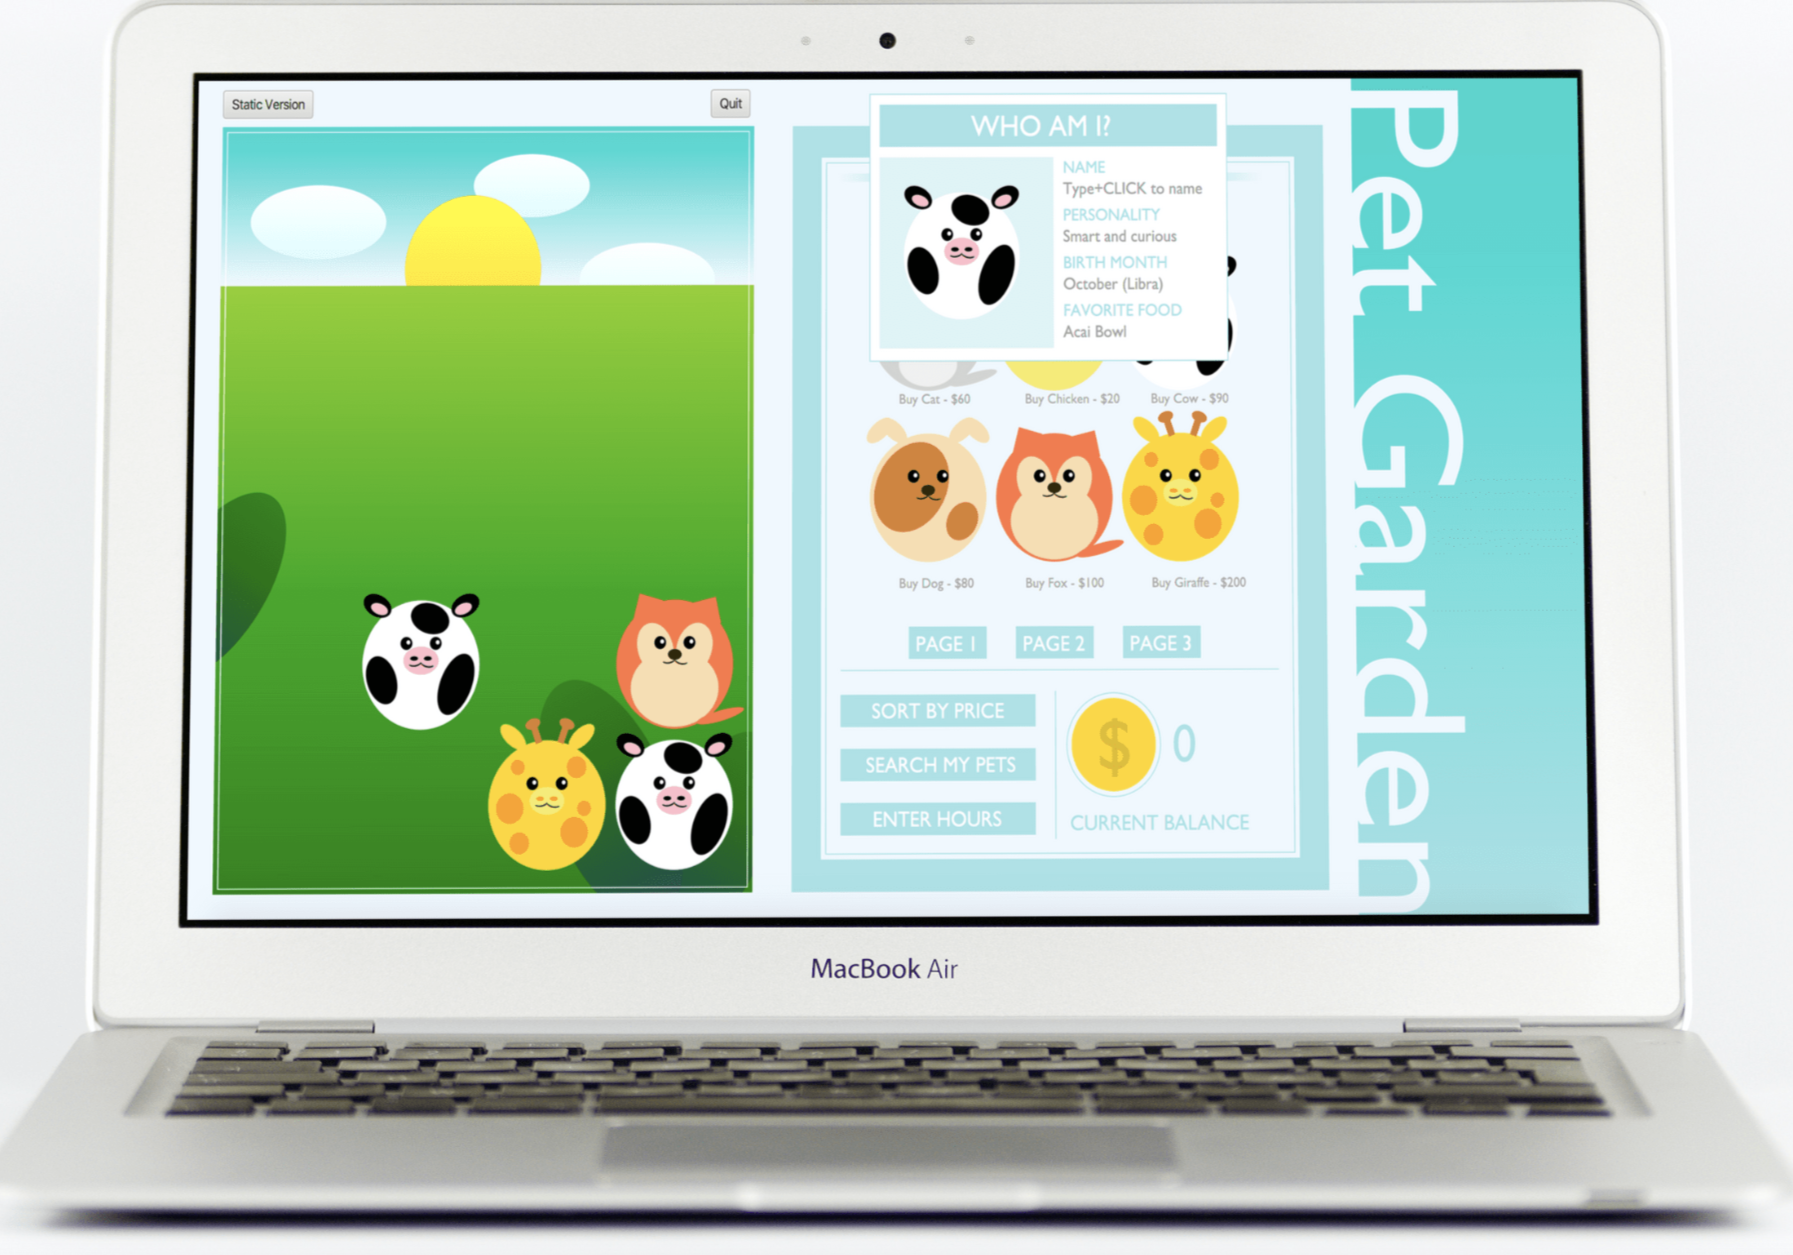 Static Version
Quit
WHO AM I?
NAME
Type+CLICK to name
PERSONALITY
Smart and curious
BIRTH MONTH
October (Libra)
FAVORITE FOOD
Acai Bowl
Buy Cat - $60
Buy Chicken - $20
Buy Cow - $90
Buy Dog - $80
Buy Fox - $100
Buy Giraffe - $200
PAGE 1
PAGE 2
PAGE 3
SORT BY PRICE
SEARCH MY PETS
ENTER HOURS
$
0
CURRENT BALANCE
Pet Garden
MacBook Air